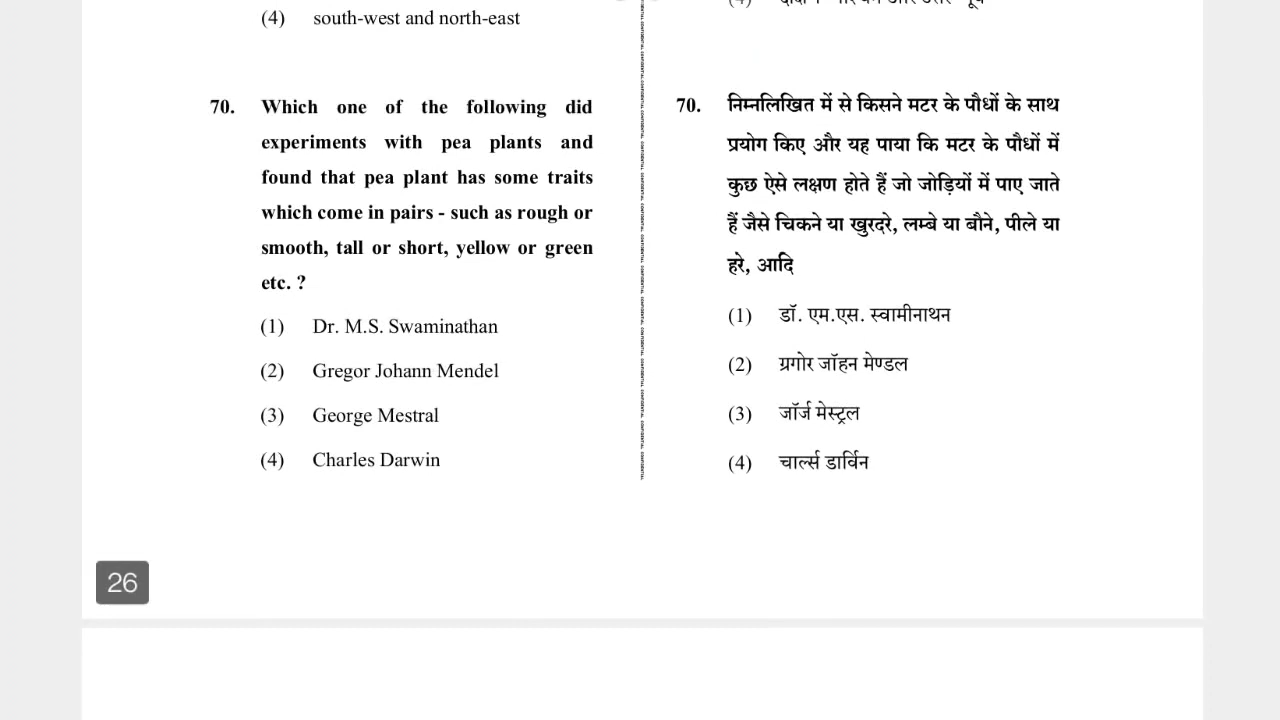 (4) south-west and north-east
70. Which one of the following did
experiments with pea plants and
found that pea plant has some traits
which come in pairs - such as rough or
smooth, tall or short, yellow or green
etc. ?
(1) Dr. M.S. Swaminathan
(2) Gregor Johann Mendel
(3) George Mestral
(4) Charles Darwin
70. निम्नलिखित में से किसने मटर के पौधों के साथ
प्रयोग किए और यह पाया कि मटर के पौधों में
कुछ ऐसे लक्षण होते हैं जो जोड़ियों में पाए जाते
हैं जैसे चिकने या खुरदरे, लम्बे या बौने, पीले या
हरे, आदि
(1) डॉ. एम.एस. स्वामीनाथन
(2) ग्रगोर जॉहन मेण्डल
(3) जॉर्ज मेस्ट्रल
(4) चार्ल्स डार्विन
26